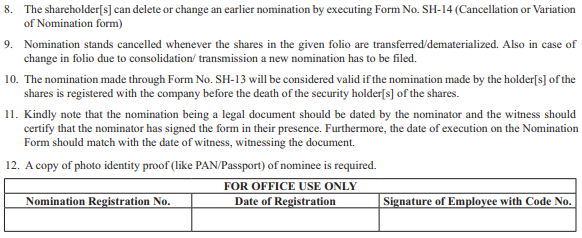 8. The shareholder[s] can delete or change an earlier nomination by executing Form No. SH-14 (Cancellation or Variation
of Nomination form)
9. Nomination stands cancelled whenever the shares in the given folio are transferred/dematerialized. Also in case of
change in folio due to consolidation/ transmission a new nomination has to be filed.
10. The nomination made through Form No. SH-13 will be considered valid if the nomination made by the holder[s] of the
shares is registered with the company before the death of the security holder[s] of the shares.
11. Kindly note that the nomination being a legal document should be dated by the nominator and the witness should
certify that the nominator has signed the form in their presence. Furthermore, the date of execution on the Nomination
Form should match with the date of witness, witnessing the document.
12. A copy of photo identity proof (like PAN/Passport) of nominee is required.
FOR OFFICE USE ONLY
Nomination Registration No. Date of Registration Signature of Employee with Code No.